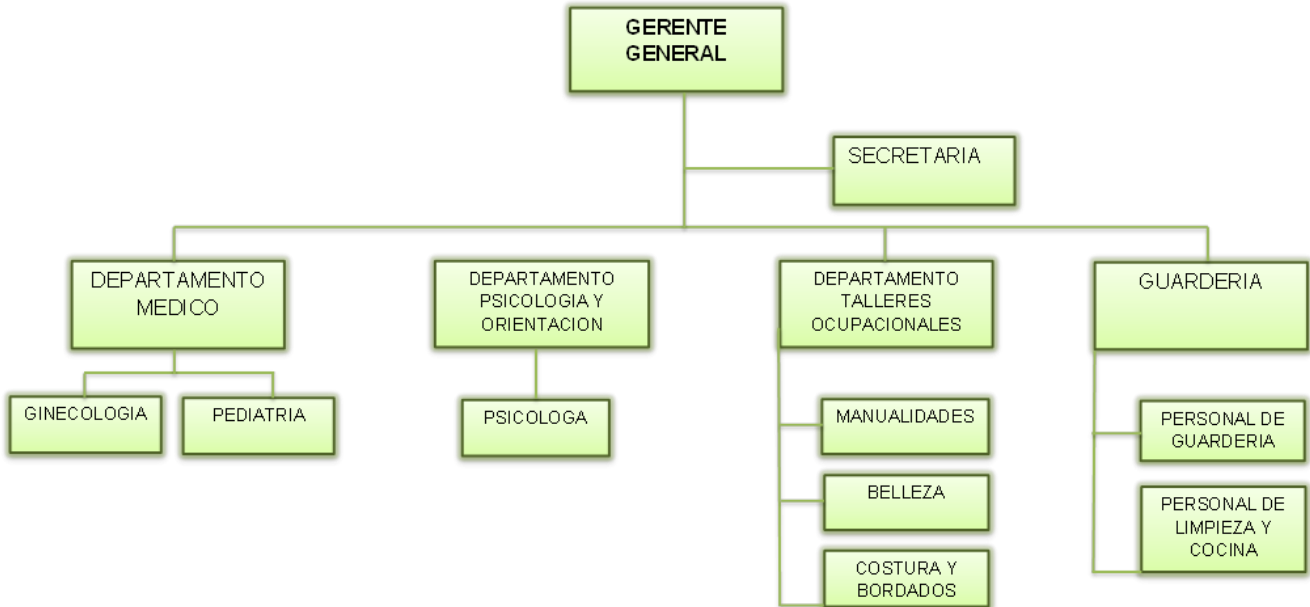 GERENTE
GENERAL
SECRETARIA
DEPARTAMENTO
MEDICO
DEPARTAMENTO
PSICOLOGIA Y
ORIENTACION
DEPARTAMENTO
TALLERES
OCUPACIONALES
GUARDERIA
GINECOLOGIA
PEDIATRIA
PSICOLOGA
MANUALIDADES
BELLEZA
COSTURA Y
BORDADOS
PERSONAL DE
GUARDERIA
PERSONAL DE
LIMPIEZA Y
COCINA